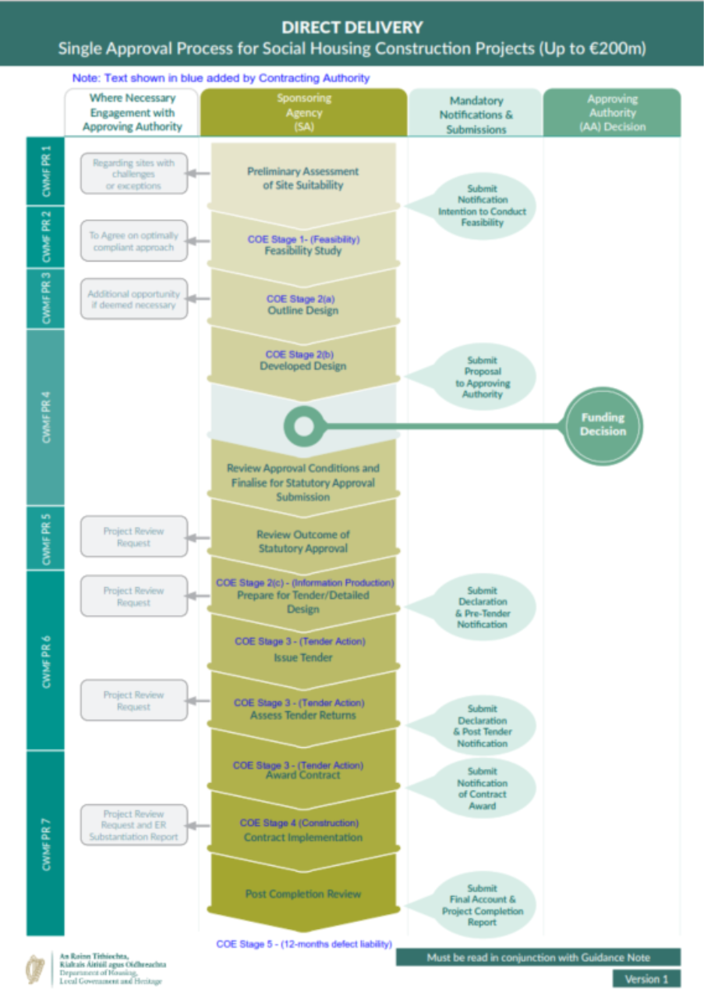 DIRECT DELIVERY
Single Approval Process for Social Housing Construction Projects (Up to €200m)
Note: Text shown in blue added by Contracting Authority
Where Necessary
Engagement with
Approving Authority
Sponsoring
Agency
(SA)
Mandatory
Notifications &
Submissions
Approving
Authority
(AA) Decision
CWMF PR 1
Regarding sites with
challenges
or exceptions
Preliminary Assessment
of Site Suitability
Submit
Notification
Intention to Conduct
Feasibility
CWMF PR 2
To Agree on optimally
compliant approach
COE Stage 1- (Feasibility)
Feasibility Study
CWMF PR 3
Additional opportunity
if deemed necessary
COE Stage 2(a)
Outline Design
CWMF PR 4
COE Stage 2(b)
Developed Design
Submit
Proposal
to Approving
Authority
Funding
Decision
Review Approval Conditions and
Finalise for Statutory Approval
Submission
CWMF PR 5
Project Review
Request
Review Outcome of
Statutory Approval
CWMF PR 6
Project Review
Request
COE Stage 2(c) - (Information Production)
Prepare for Tender/Detailed
Design
Submit
Declaration
& Pre-Tender
Notification
COE Stage 3 - (Tender Action)
Issue Tender
Project Review
Request
COE Stage 3 - (Tender Action)
Assess Tender Returns
Submit
Declaration
& Post Tender
Notification
CWMF PR 7
COE Stage 3 - (Tender Action)
Award Contract
Submit
Notification
of Contract
Award
Project Review
Request and ER
Substantiation Report
COE Stage 4 (Construction)
Contract Implementation
Post Completion Review
Submit
Final Account &
Project Completion
Report
COE Stage 5 - (12-months defect liability)
An Roinn Tithíochta,
Rialtais Áitiúil agus Oidhreachta
Department of Housing,
Local Government and Heritage
Must be read in conjunction with Guidance Note
Version 1